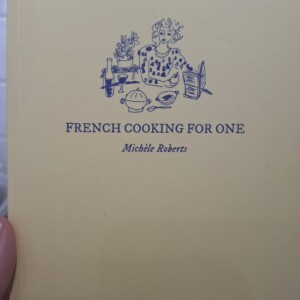 FRENCH COOKING FOR ONE
Michèle Roberts